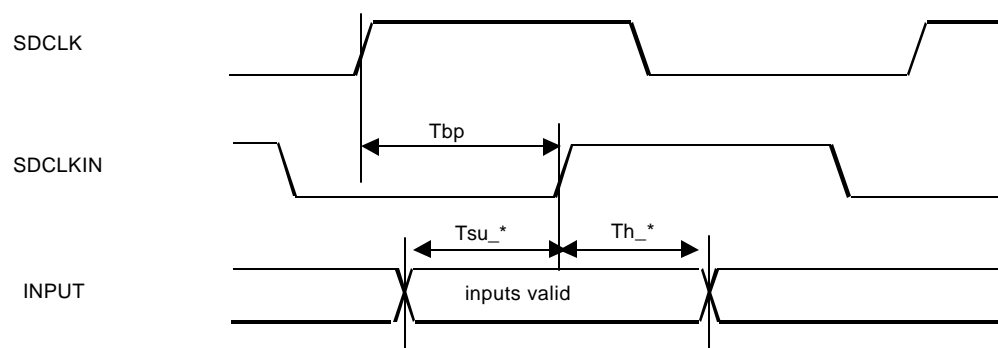 SDCLK
Tbp
SDCLKIN
Tsu_*
Th_*
INPUT
inputs valid